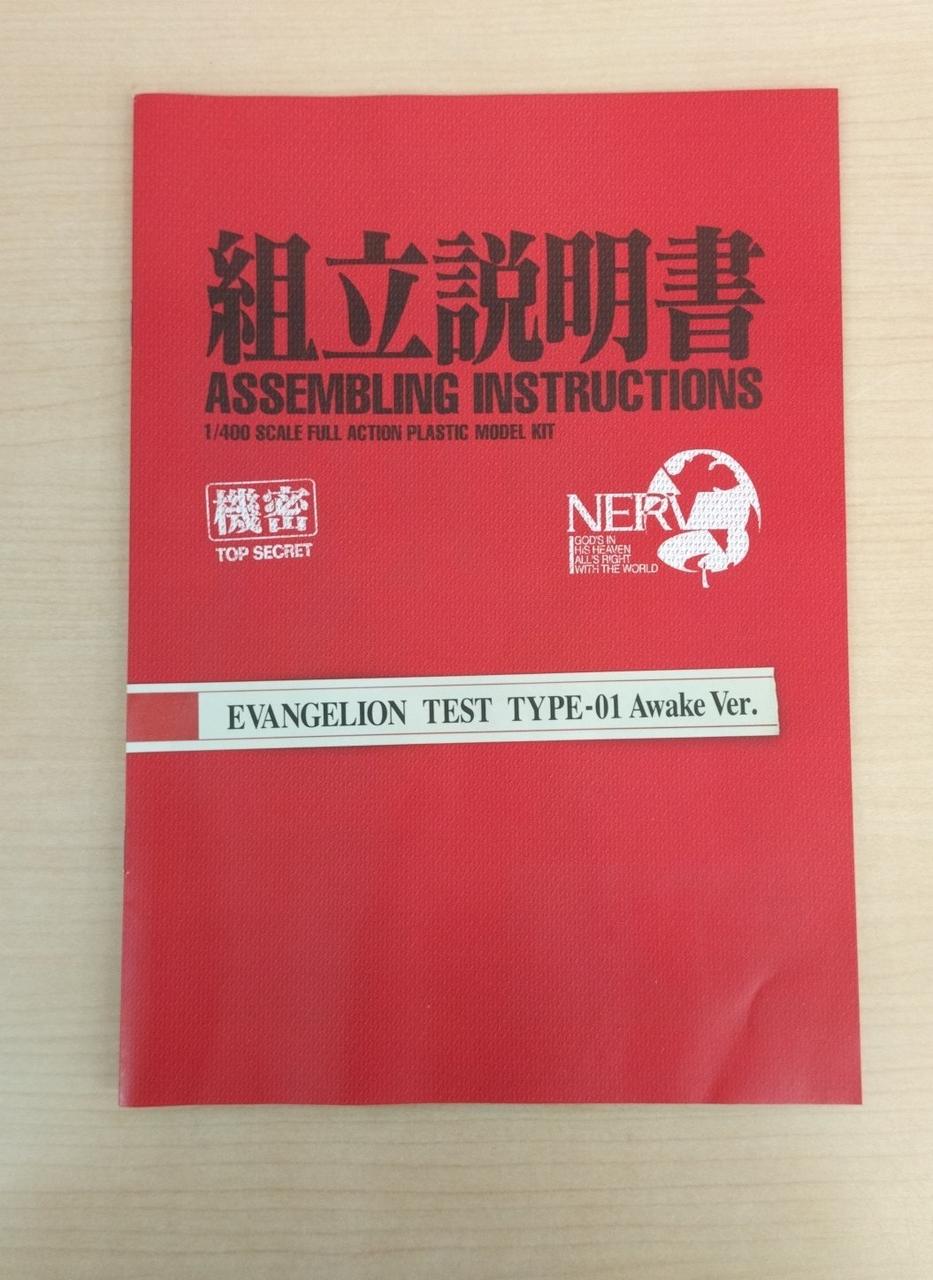 組立説明書
ASSEMBLING INSTRUCTIONS
1/400 SCALE FULL ACTION PLASTIC MODEL KIT
機密
TOP SECRET
NERV
GOD'S IN
HIS HEAVEN
ALL'S RIGHT
WITH THE WORLD
EVANGELION TEST TYPE-01 Awake Ver.